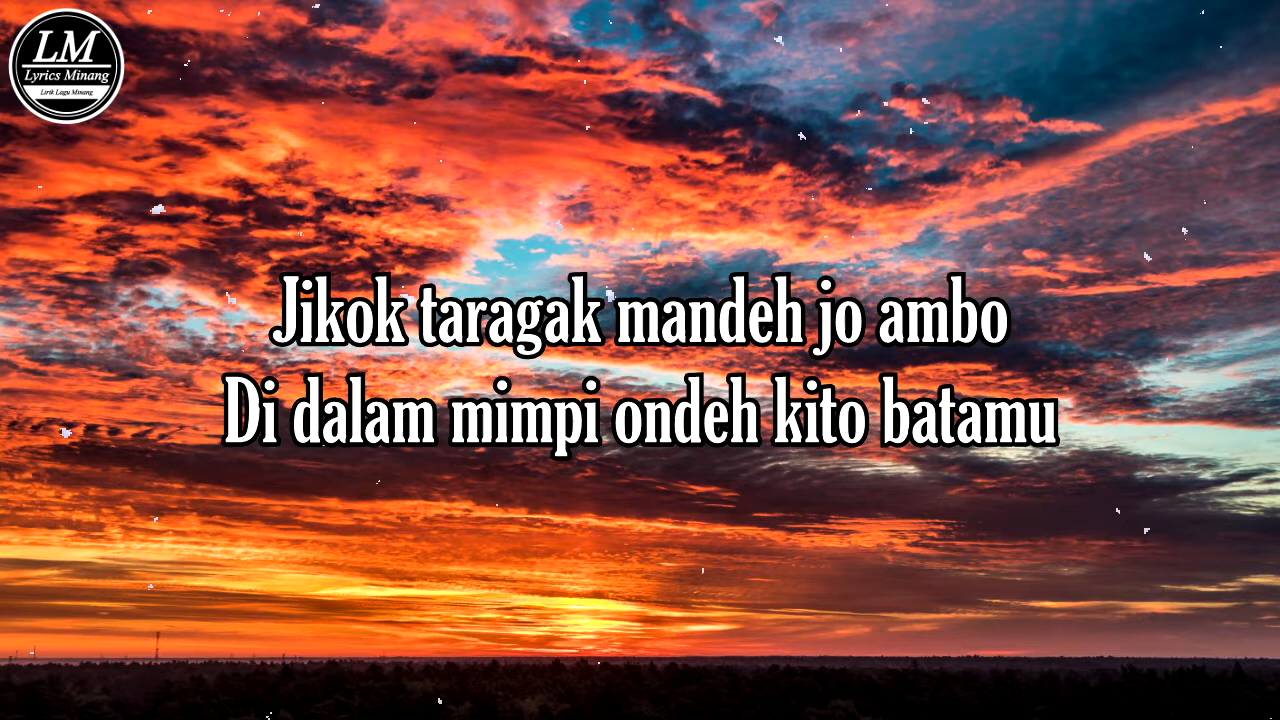 LM
Lyrics Minang
Lirik Lagu Minang
Jikok taragak mandeh jo ambo
Di dalam mimpi ondeh kito batamu